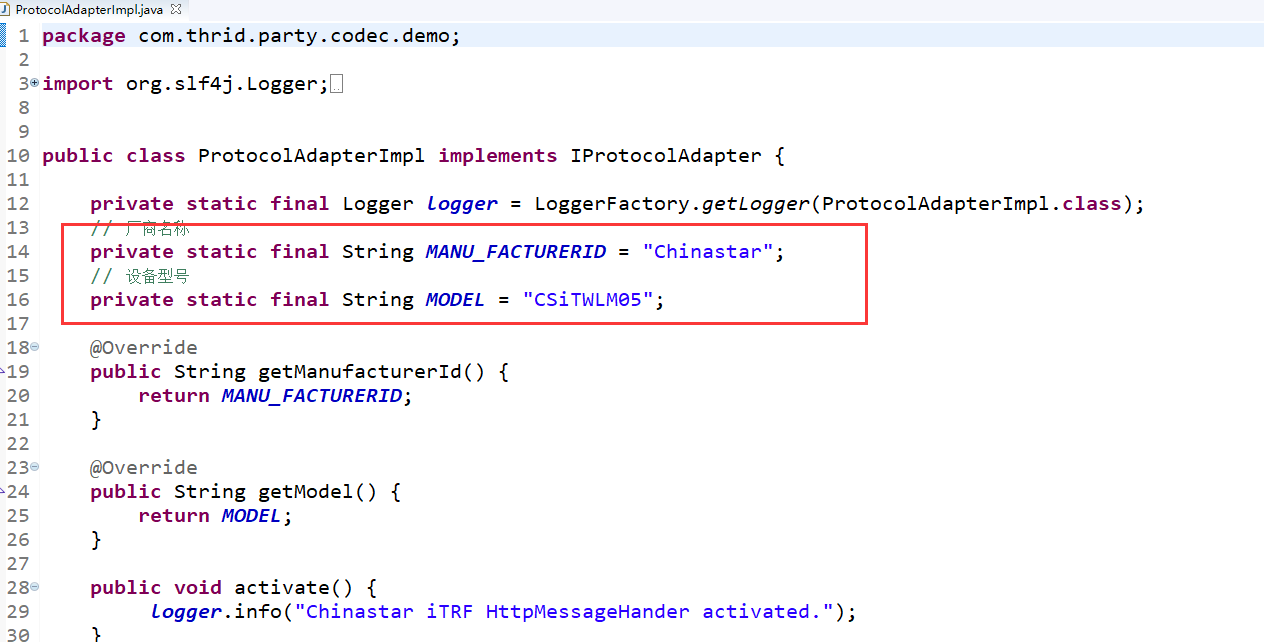 ProtocolAdapterImpl.java
1 package com.thrid.party.codec.demo;
2
3 import org.slf4j.Logger;
8
9
10 public class ProtocolAdapterImpl implements IProtocolAdapter {
11
12 private static final Logger logger = LoggerFactory.getLogger(ProtocolAdapterImpl.class);
13 // 厂商名称
14 private static final String MANU_FACTURERID = "Chinastar";
15 // 设备型号
16 private static final String MODEL = "CSiTWLM05";
17
18 @Override
19 public String getManufacturerId() {
20 return MANU_FACTURERID;
21 }
22
23 @Override
24 public String getModel() {
25 return MODEL;
26 }
27
28 public void activate() {
29 logger.info("Chinastar iTRF HttpMessageHander activated.");
30 }